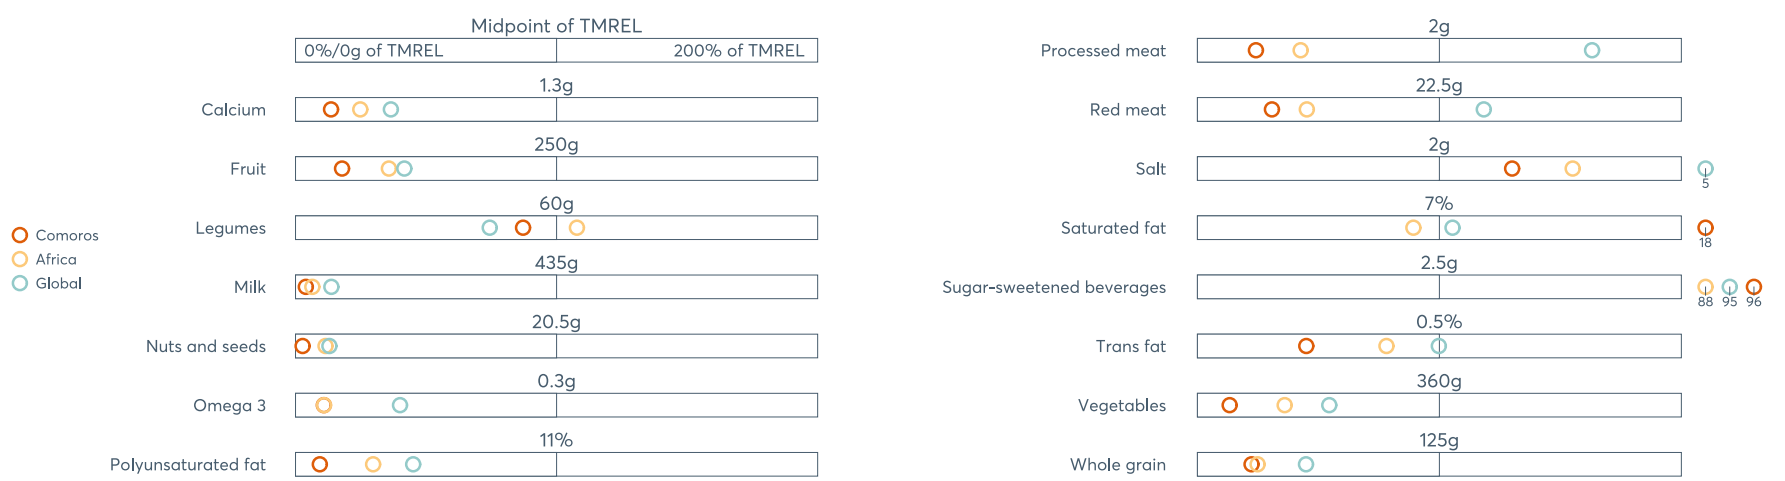 Midpoint of TMREL
0%/0g of TMREL 200% of TMREL
1.3g
Calcium
250g
Fruit
60g
Legumes
435g
Milk
20.5g
Nuts and seeds
0.3g
Omega 3
11%
Polyunsaturated fat
Comoros
Africa
Global
2g
Processed meat
22.5g
Red meat
2g
Salt
5
7%
Saturated fat
18
2.5g
Sugar-sweetened beverages
88 95 96
0.5%
Trans fat
360g
Vegetables
125g
Whole grain